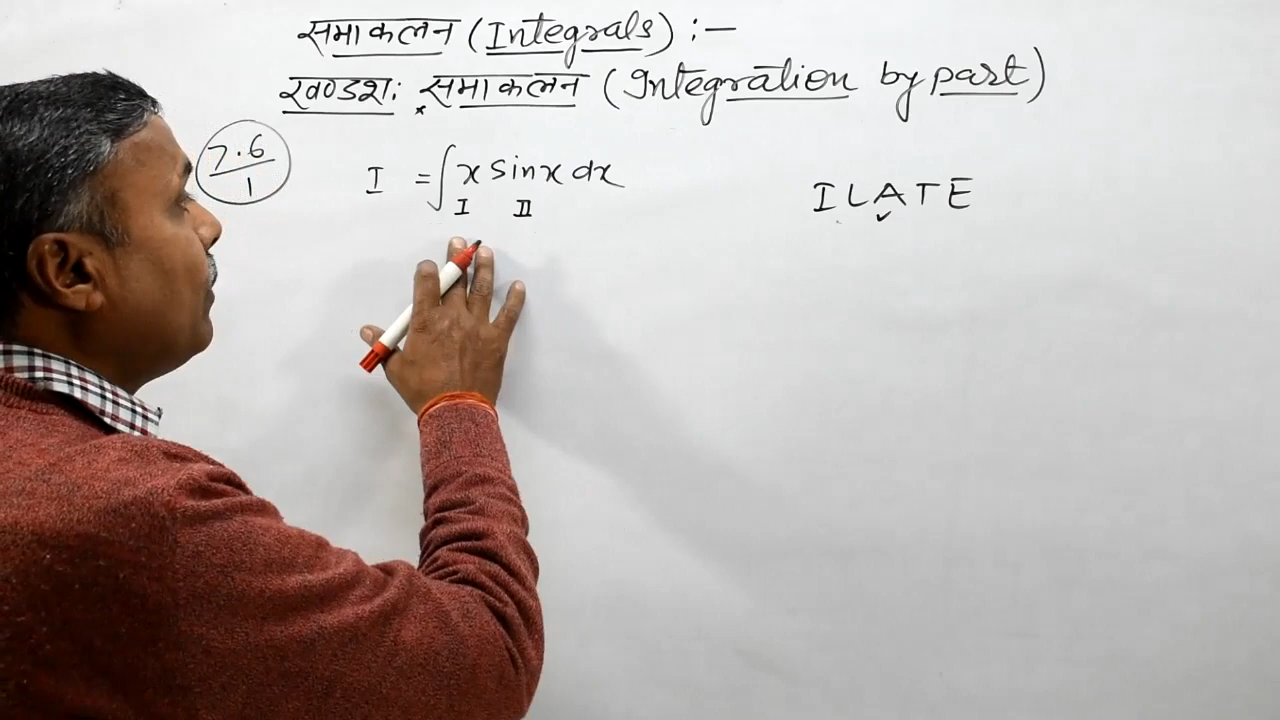 समाकलन (Integrals) :-
खण्डश: समाकलन (Integration by part)
7.6/1
I = ∫ x sinx dx
I II
ILATE